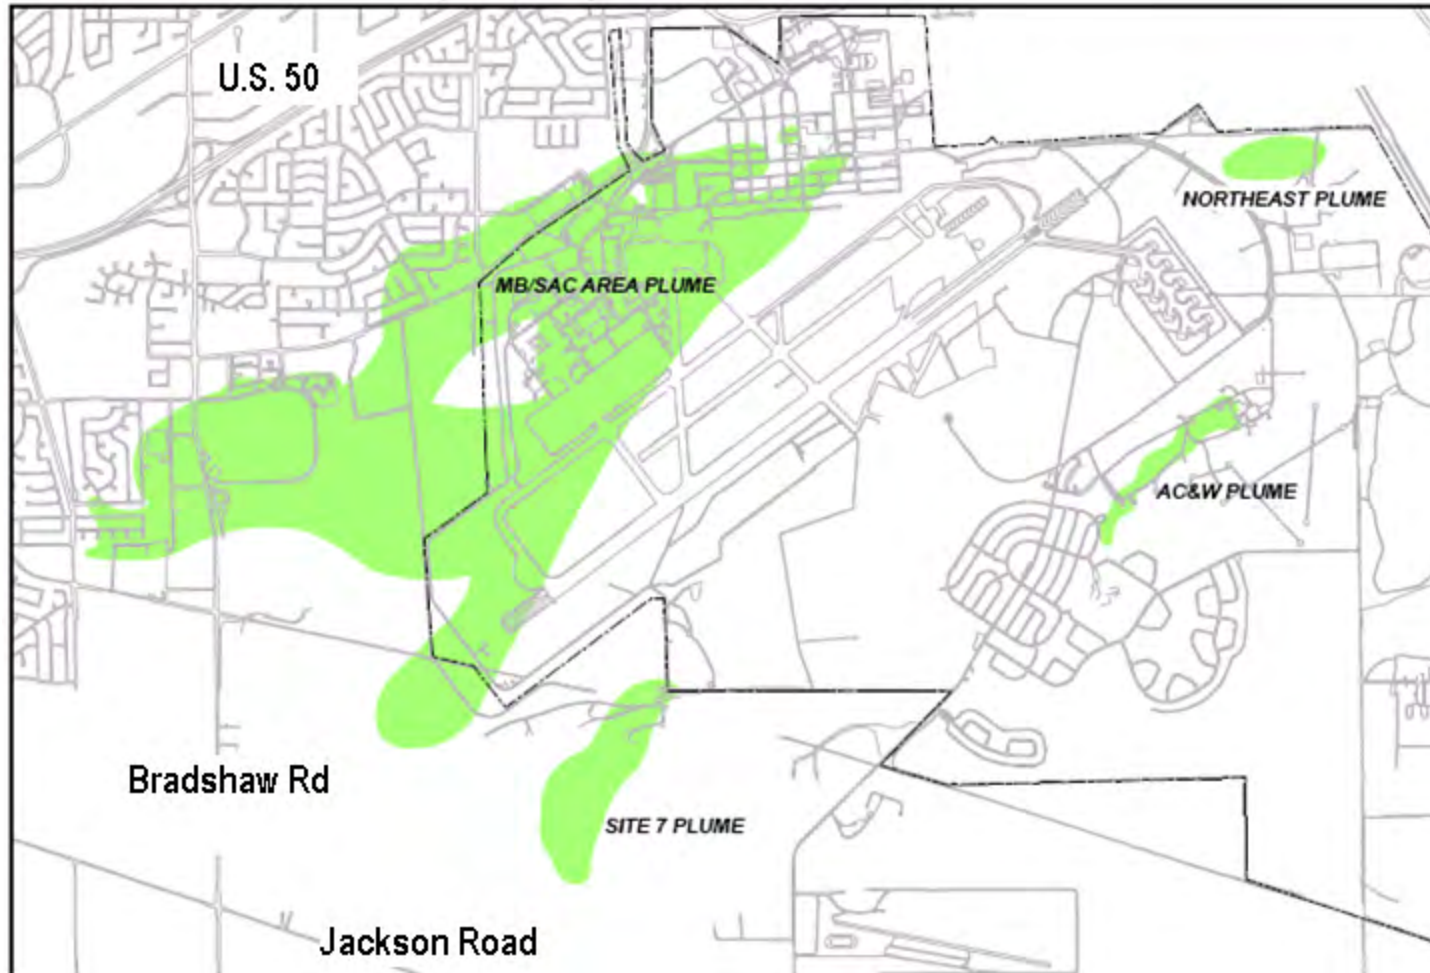 U.S. 50
NORTHEAST PLUME
MB/SAC AREA PLUME
AC&W PLUME
Bradshaw Rd
SITE 7 PLUME
Jackson Road